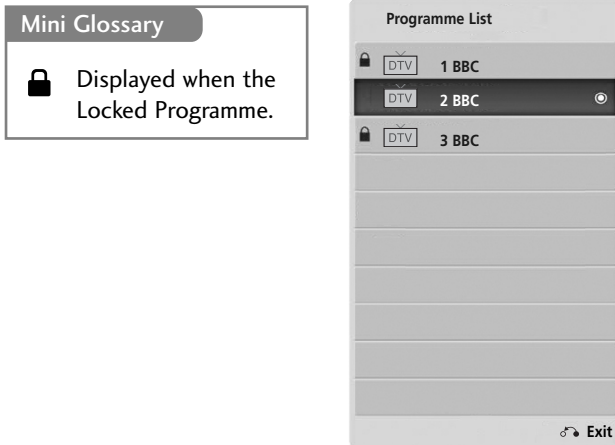 Mini Glossary
Displayed when the
Locked Programme.
Programme List
DTV 1 BBC
DTV 2 BBC
DTV 3 BBC
Exit